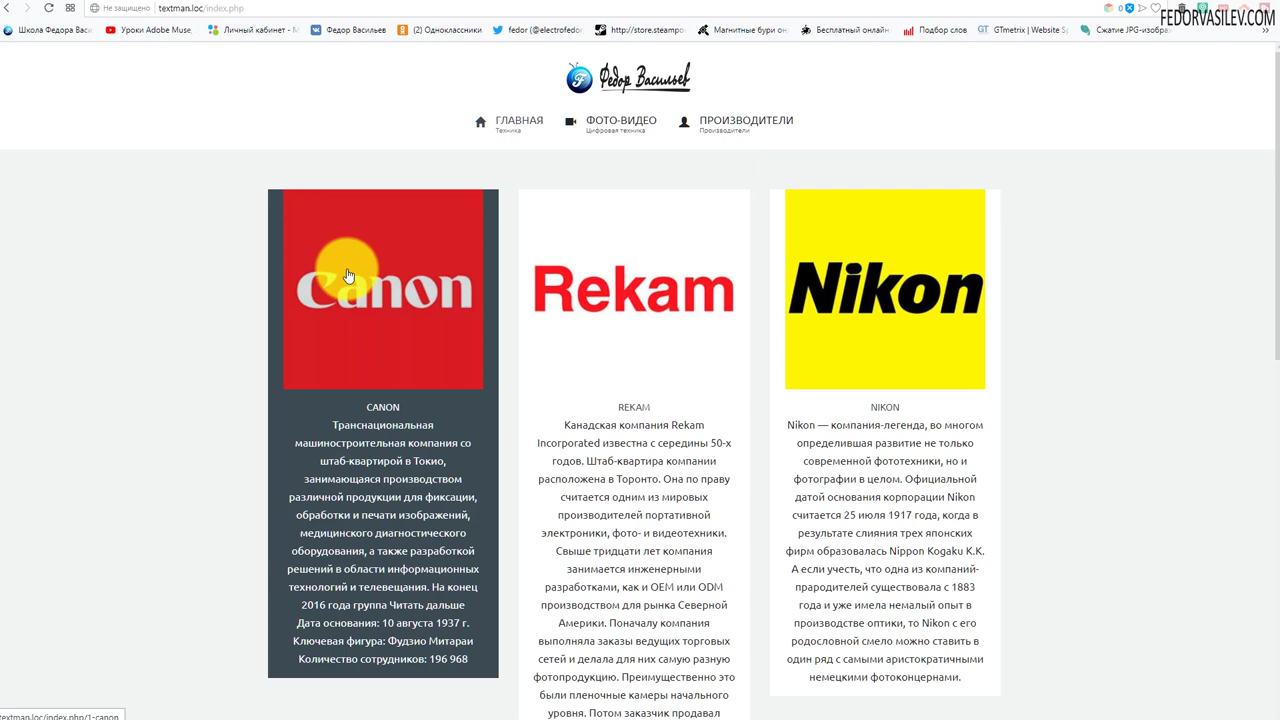 Не защищено textman.loc/index.php
0
FEDORVASILEV.COM
Школа Федора Васи
Уроки Adobe Muse,
Личный кабинет - М
Федор Васильев
(2) Одноклассники
fedor (@electrofedor
http://store.steampo
Магнитные бури он
Бесплатный онлайн
Подбор слов
GTmetrix | Website Sp
Сжатие JPG-изобра
Федор Васильев
ГЛАВНАЯ
Техника
ФОТО-ВИДЕО
Цифровая техника
ПРОИЗВОДИТЕЛИ
Производители
Canon
CANON
Транснациональная
машиностроительная компания со
штаб-квартирой в Токио,
занимающаяся производством
различной продукции для фиксации,
обработки и печати изображений,
медицинского диагностического
оборудования, а также разработкой
решений в области информационных
технологий и телевещания. На конец
2016 года группа Читать дальше
Дата основания: 10 августа 1937 г.
Ключевая фигура: Фудзио Митараи
Количество сотрудников: 196 968
Rekam
REKAM
Канадская компания Rekam
Incorporated известна с середины 50-х
годов. Штаб-квартира компании
расположена в Торонто. Она по праву
считается одним из мировых
производителей портативной
электроники, фото- и видеотехники.
Свыше тридцати лет компания
занимается инженерными
разработками, как и OEM или ODM
производством для рынка Северной
Америки. Поначалу компания
выполняла заказы ведущих торговых
сетей и делала для них самую разную
фотопродукцию. Преимущественно это
были пленочные камеры начального
уровня. Потом заказчик продавал
Nikon
NIKON
Nikon — компания-легенда, во многом
определившая развитие не только
современной фототехники, но и
фотографии в целом. Официальной
датой основания корпорации Nikon
считается 25 июля 1917 года, когда в
результате слияния трех японских
фирм образовалась Nippon Kogaku K.K.
А если учесть, что одна из компаний-
прародителей существовала с 1883
года и уже имела немалый опыт в
производстве оптики, то Nikon с его
родословной смело можно ставить в
один ряд с самыми аристократичными
немецкими фотоконцернами.
textman.loc/index.php/1-canon